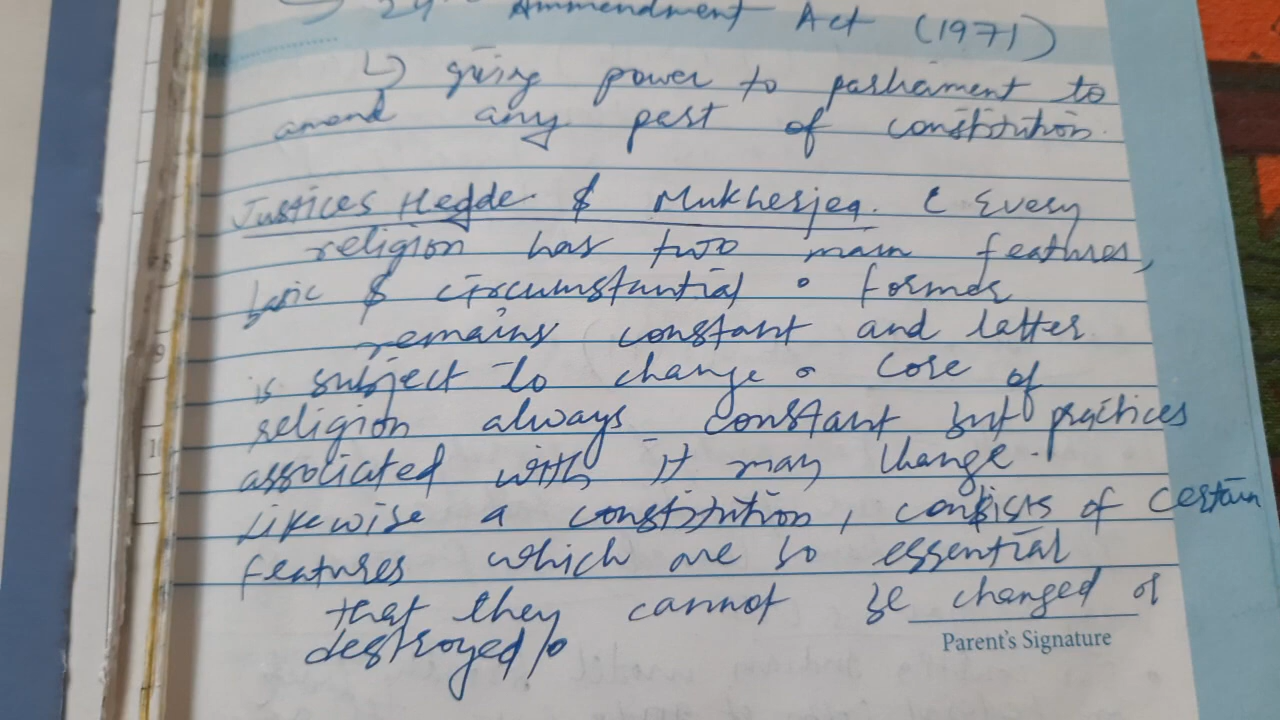 ↳ 24th Ammendment Act (1971)
↳ giving power to parliament to
amend any part of constitution.
Justices Hegde & Mukherjea. ( Every
religion has two main features,
basic & circumstantial. Former
remains constant and latter
is subject to change. Core of
religion always constant but practices
associated with it may change.
Likewise a constitution, consists of certain
features which are so essential
that they cannot be changed or
destroyed).
Parent's Signature